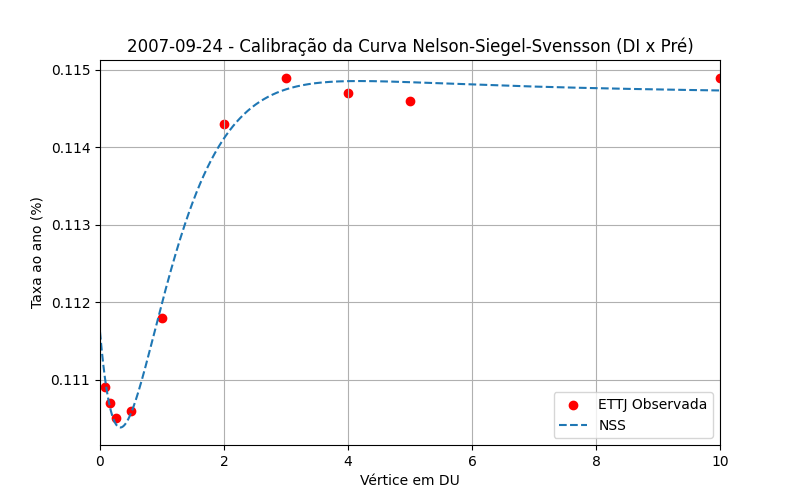 2007-09-24 - Calibração da Curva Nelson-Siegel-Svensson (DI x Pré)
0.115
0.114
0.113
0.112
0.111
Taxa ao ano (%)
0
2
4
6
8
10
Vértice em DU
ETTJ Observada
NSS